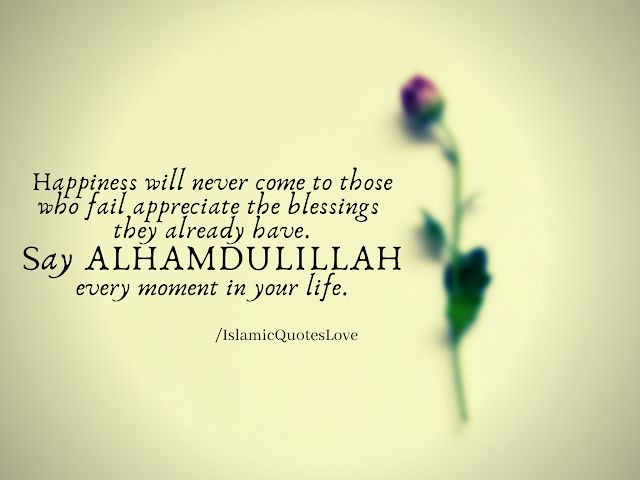 Happiness will never come to those
who fail appreciate the blessings
they already have.
Say ALHAMDULILLAH
every moment in your life.
/IslamicQuotesLove